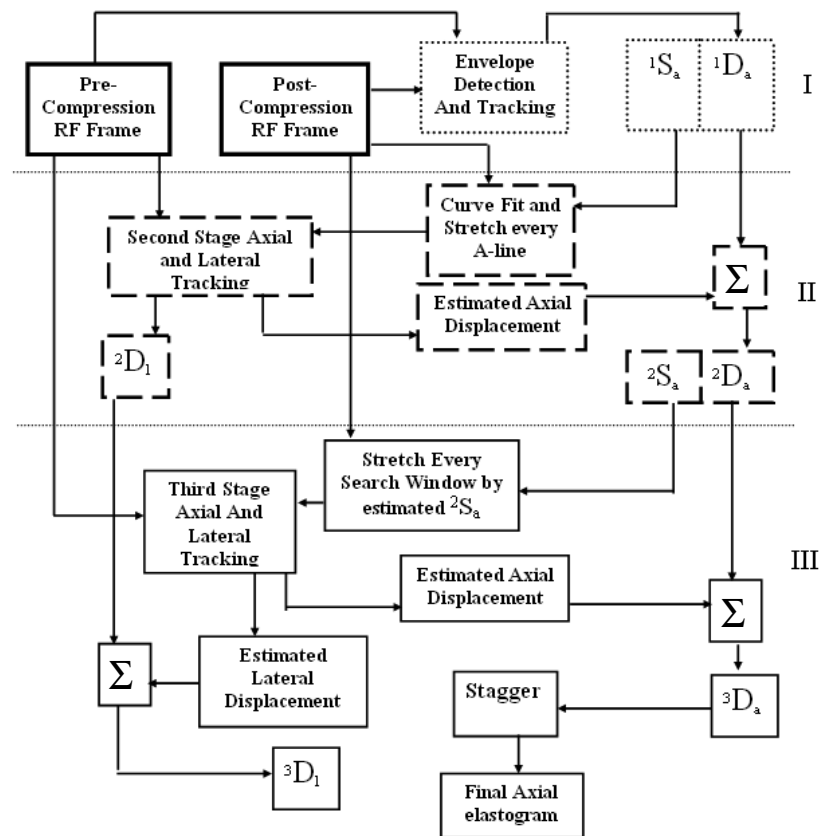 Pre-
Compression
RF Frame
Post-
Compression
RF Frame
Envelope
Detection
And Tracking
¹Sₐ
¹Dₐ
I
Second Stage Axial
and Lateral
Tracking
Curve Fit and
Stretch every
A-line
Estimated Axial
Displacement
Σ
II
²D₁
²Sₐ
²Dₐ
Third Stage
Axial And
Lateral
Tracking
Stretch Every
Search Window by
estimated ²Sₐ
Estimated Axial
Displacement
Σ
III
Σ
Estimated
Lateral
Displacement
Stagger
³Dₐ
³D₁
Final Axial
elastogram